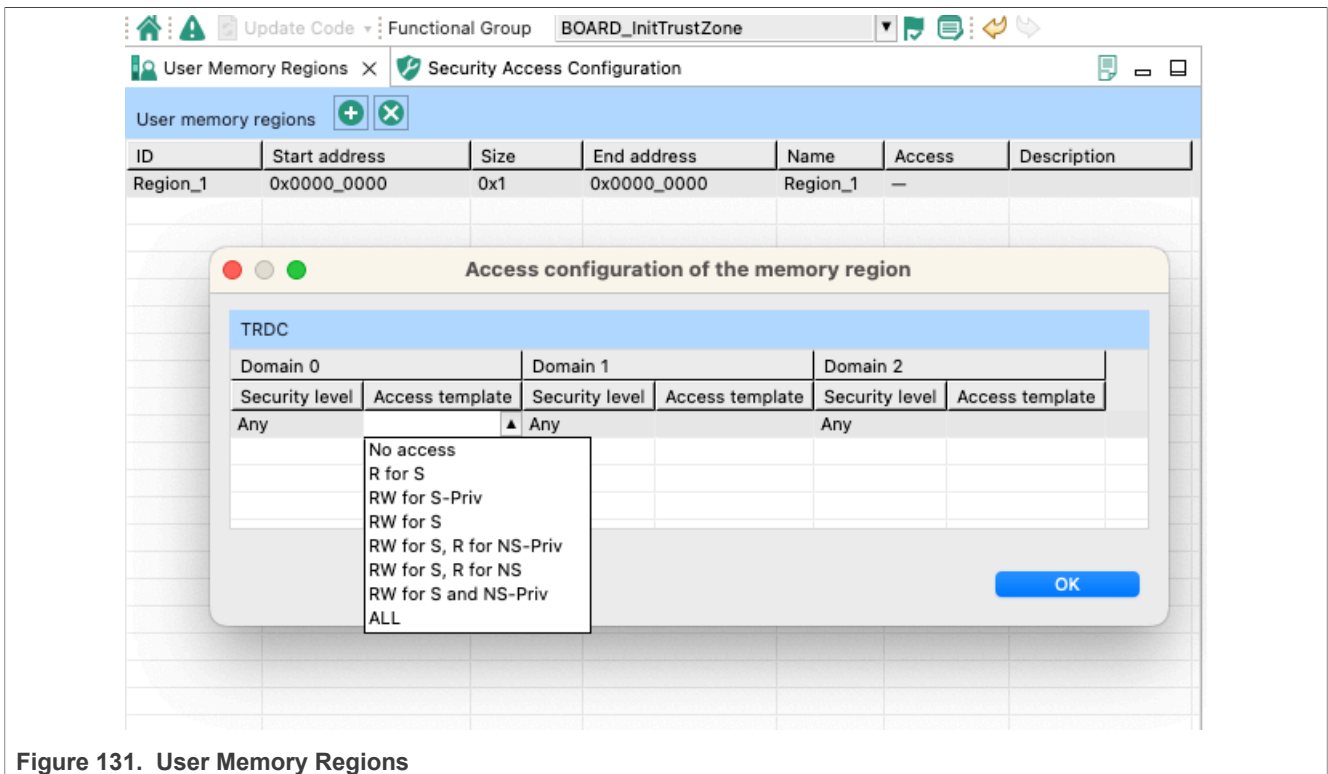 Update Code Functional Group BOARD_InitTrustZone
User Memory Regions Security Access Configuration
User memory regions
ID Start address Size End address Name Access Description
Region_1 0x0000_0000 0x1 0x0000_0000 Region_1 —
Access configuration of the memory region
TRDC
Domain 0 Domain 1 Domain 2
Security level Access template Security level Access template Security level Access template
Any Any Any
No access
R for S
RW for S-Priv
RW for S
RW for S, R for NS-Priv
RW for S, R for NS
RW for S and NS-Priv
ALL
OK
Figure 131. User Memory Regions